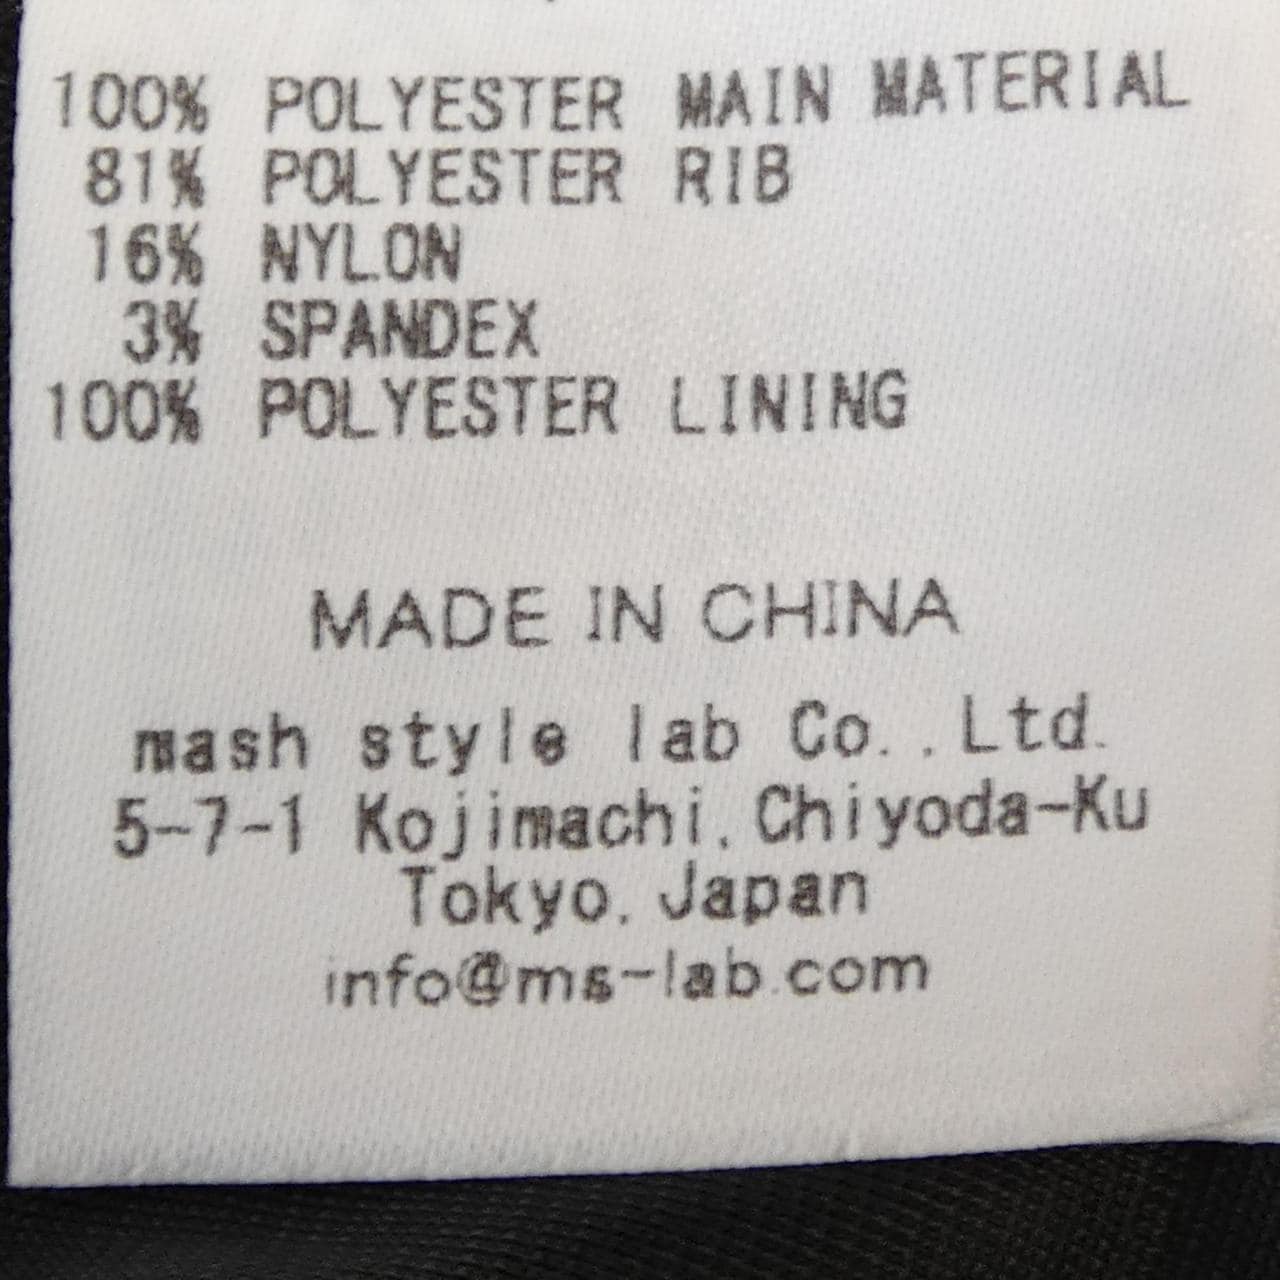 100% POLYESTER MAIN MATERIAL
81% POLYESTER RIB
16% NYLON
3% SPANDEX
100% POLYESTER LINING
MADE IN CHINA
mash style lab Co.,Ltd.
5-7-1 Kojimachi, Chiyoda-Ku
Tokyo, Japan
info@ms-lab.com